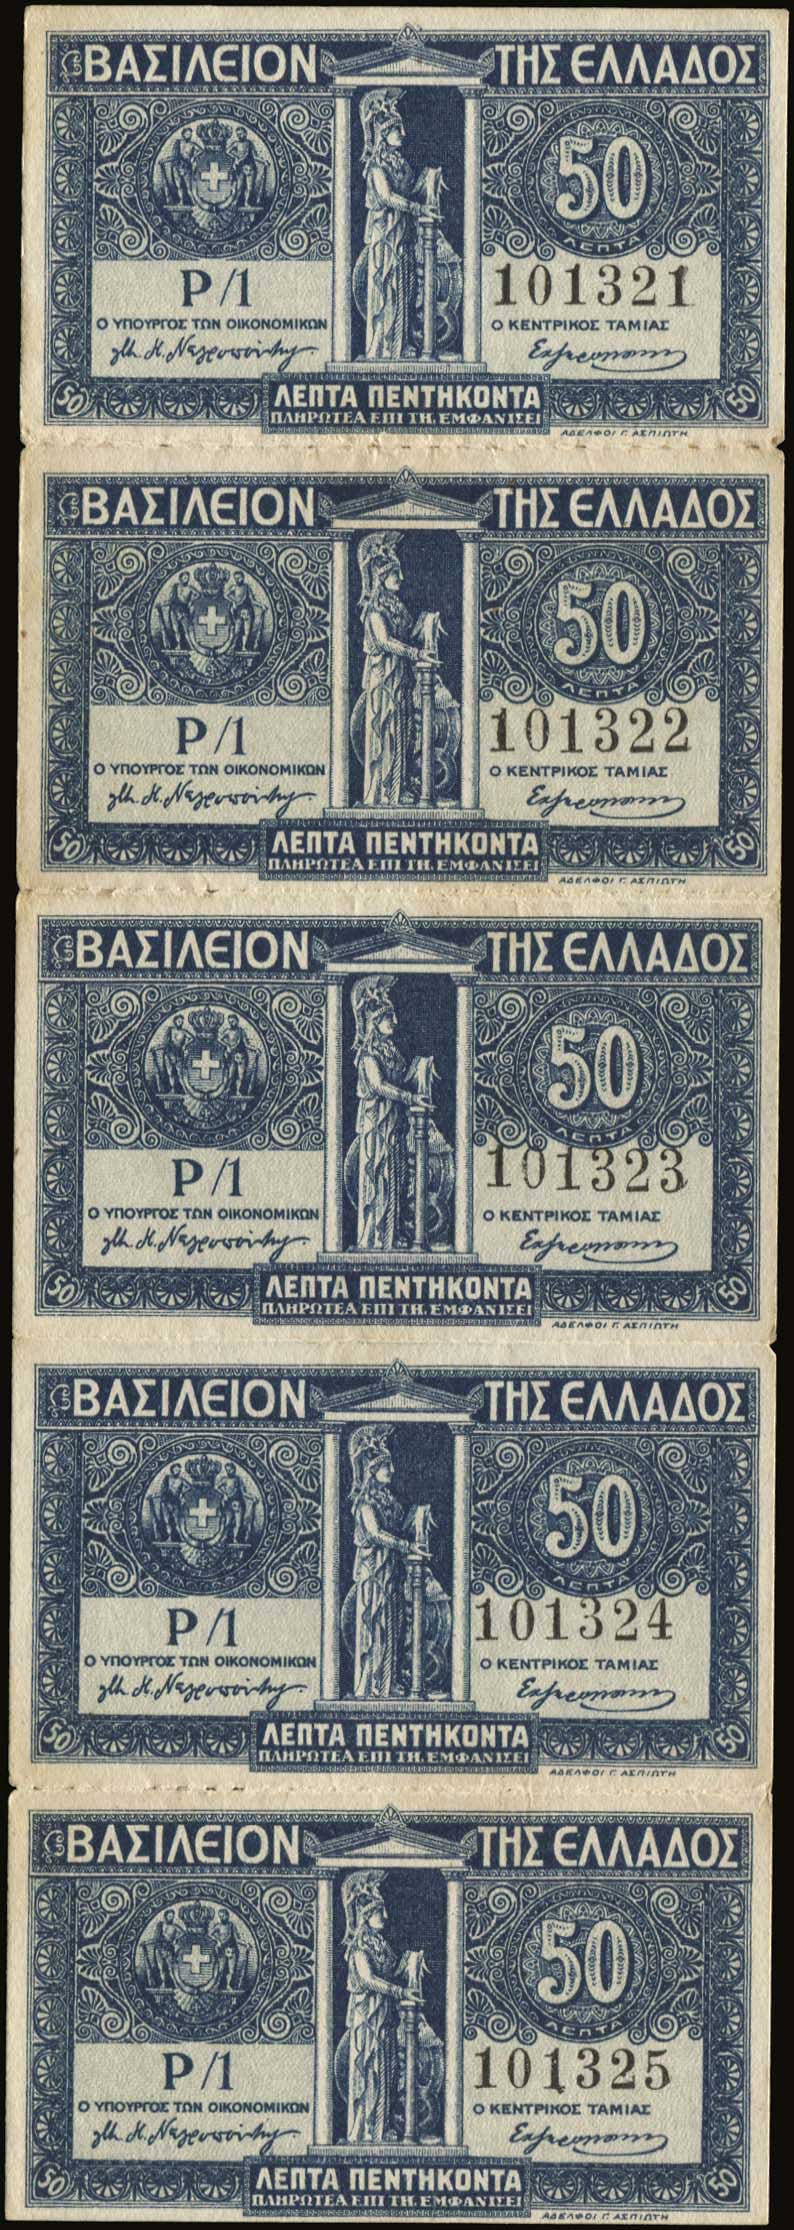 ΒΑΣΙΛΕΙΟΝ ΤΗΣ ΕΛΛΑΔΟΣ
50
ΛΕΠΤΑ
Ρ/1 101321
Ο ΥΠΟΥΡΓΟΣ ΤΩΝ ΟΙΚΟΝΟΜΙΚΩΝ Ο ΚΕΝΤΡΙΚΟΣ ΤΑΜΙΑΣ
50 ΛΕΠΤΑ ΠΕΝΤΗΚΟΝΤΑ 50
ΠΛΗΡΩΤΕΑ ΕΠΙ ΤΗ, ΕΜΦΑΝΙΣΕΙ
ΑΔΕΛΦΟΙ Γ. ΑΣΠΙΩΤΗ
ΒΑΣΙΛΕΙΟΝ ΤΗΣ ΕΛΛΑΔΟΣ
50
ΛΕΠΤΑ
Ρ/1 101322
Ο ΥΠΟΥΡΓΟΣ ΤΩΝ ΟΙΚΟΝΟΜΙΚΩΝ Ο ΚΕΝΤΡΙΚΟΣ ΤΑΜΙΑΣ
50 ΛΕΠΤΑ ΠΕΝΤΗΚΟΝΤΑ 50
ΠΛΗΡΩΤΕΑ ΕΠΙ ΤΗ, ΕΜΦΑΝΙΣΕΙ
ΑΔΕΛΦΟΙ Γ. ΑΣΠΙΩΤΗ
ΒΑΣΙΛΕΙΟΝ ΤΗΣ ΕΛΛΑΔΟΣ
50
ΛΕΠΤΑ
Ρ/1 101323
Ο ΥΠΟΥΡΓΟΣ ΤΩΝ ΟΙΚΟΝΟΜΙΚΩΝ Ο ΚΕΝΤΡΙΚΟΣ ΤΑΜΙΑΣ
50 ΛΕΠΤΑ ΠΕΝΤΗΚΟΝΤΑ 50
ΠΛΗΡΩΤΕΑ ΕΠΙ ΤΗ, ΕΜΦΑΝΙΣΕΙ
ΑΔΕΛΦΟΙ Γ. ΑΣΠΙΩΤΗ
ΒΑΣΙΛΕΙΟΝ ΤΗΣ ΕΛΛΑΔΟΣ
50
ΛΕΠΤΑ
Ρ/1 101324
Ο ΥΠΟΥΡΓΟΣ ΤΩΝ ΟΙΚΟΝΟΜΙΚΩΝ Ο ΚΕΝΤΡΙΚΟΣ ΤΑΜΙΑΣ
50 ΛΕΠΤΑ ΠΕΝΤΗΚΟΝΤΑ 50
ΠΛΗΡΩΤΕΑ ΕΠΙ ΤΗ, ΕΜΦΑΝΙΣΕΙ
ΑΔΕΛΦΟΙ Γ. ΑΣΠΙΩΤΗ
ΒΑΣΙΛΕΙΟΝ ΤΗΣ ΕΛΛΑΔΟΣ
50
ΛΕΠΤΑ
Ρ/1 101325
Ο ΥΠΟΥΡΓΟΣ ΤΩΝ ΟΙΚΟΝΟΜΙΚΩΝ Ο ΚΕΝΤΡΙΚΟΣ ΤΑΜΙΑΣ
50 ΛΕΠΤΑ ΠΕΝΤΗΚΟΝΤΑ 50
ΠΛΗΡΩΤΕΑ ΕΠΙ ΤΗ, ΕΜΦΑΝΙΣΕΙ
ΑΔΕΛΦΟΙ Γ. ΑΣΠΙΩΤΗ